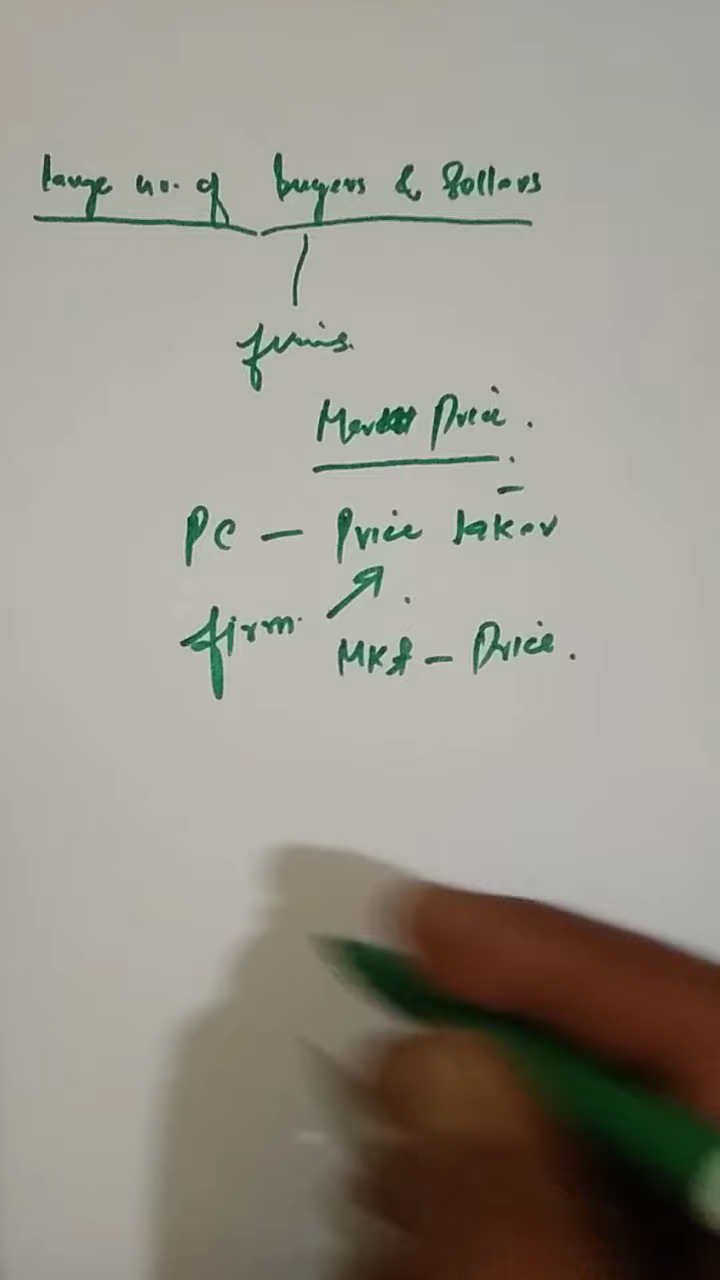 large no. of buyers & sellers
firms.
Market Price.
PC - Price taker
firm.
Mkt - Price.